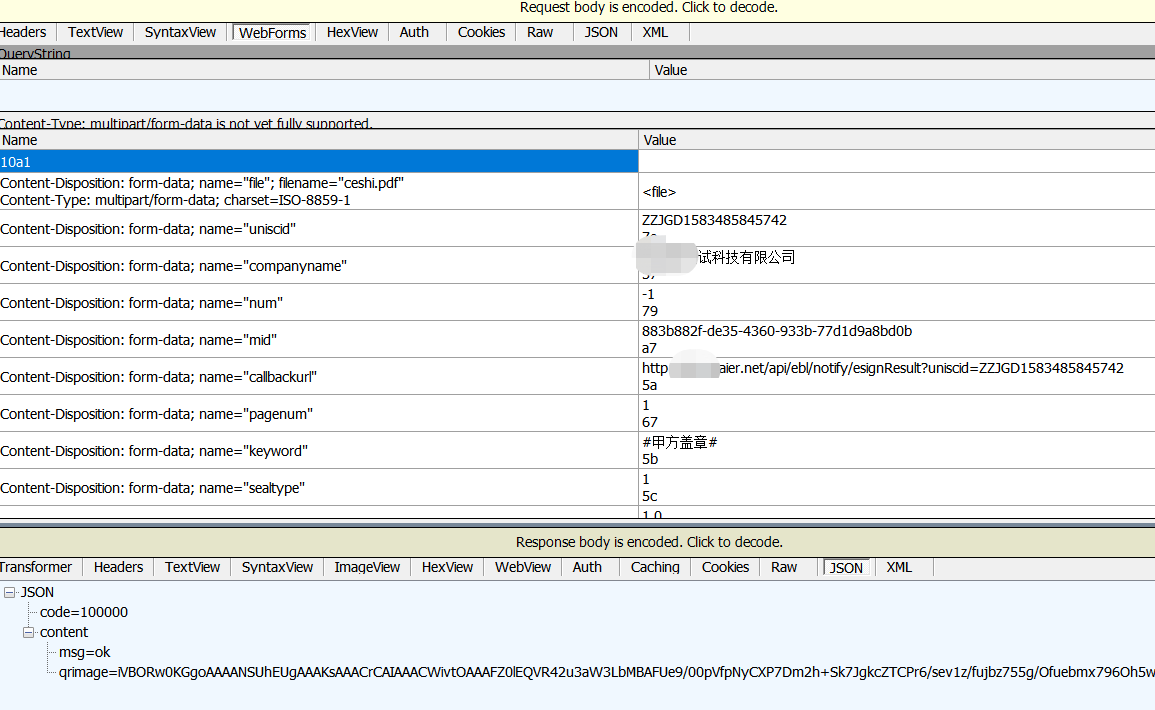 Request body is encoded. Click to decode.
Headers TextView SyntaxView WebForms HexView Auth Cookies Raw JSON XML
QueryString
Name Value
Content-Type: multipart/form-data is not yet fully supported.
Name Value
10a1
Content-Disposition: form-data; name="file"; filename="ceshi.pdf"
Content-Type: multipart/form-data; charset=ISO-8859-1
<file>
Content-Disposition: form-data; name="uniscid"
ZZJGD1583485845742
Content-Disposition: form-data; name="companyname"
试科技有限公司
Content-Disposition: form-data; name="num"
-1
79
Content-Disposition: form-data; name="mid"
883b882f-de35-4360-933b-77d1d9a8bd0b
a7
Content-Disposition: form-data; name="callbackurl"
http aier.net/api/ebl/notify/esignResult?uniscid=ZZJGD1583485845742
5a
Content-Disposition: form-data; name="pagenum"
1
67
Content-Disposition: form-data; name="keyword"
#甲方盖章#
5b
Content-Disposition: form-data; name="sealtype"
1
5c
1.0
Response body is encoded. Click to decode.
Transformer Headers TextView SyntaxView ImageView HexView WebView Auth Caching Cookies Raw JSON XML
JSON
code=100000
content
msg=ok
qrimage=iVBORw0KGgoAAAANSUhEUgAAAKsAAACrCAIAAACWivtOAAAFZ0lEQVR42u3aW3LbMBAFUe9/00pVfpNyCXP7Dm2h+Sk7JgkcZTCPr6/sev1z/fujbz755g6v755g/Ofuebmx796Oh5w